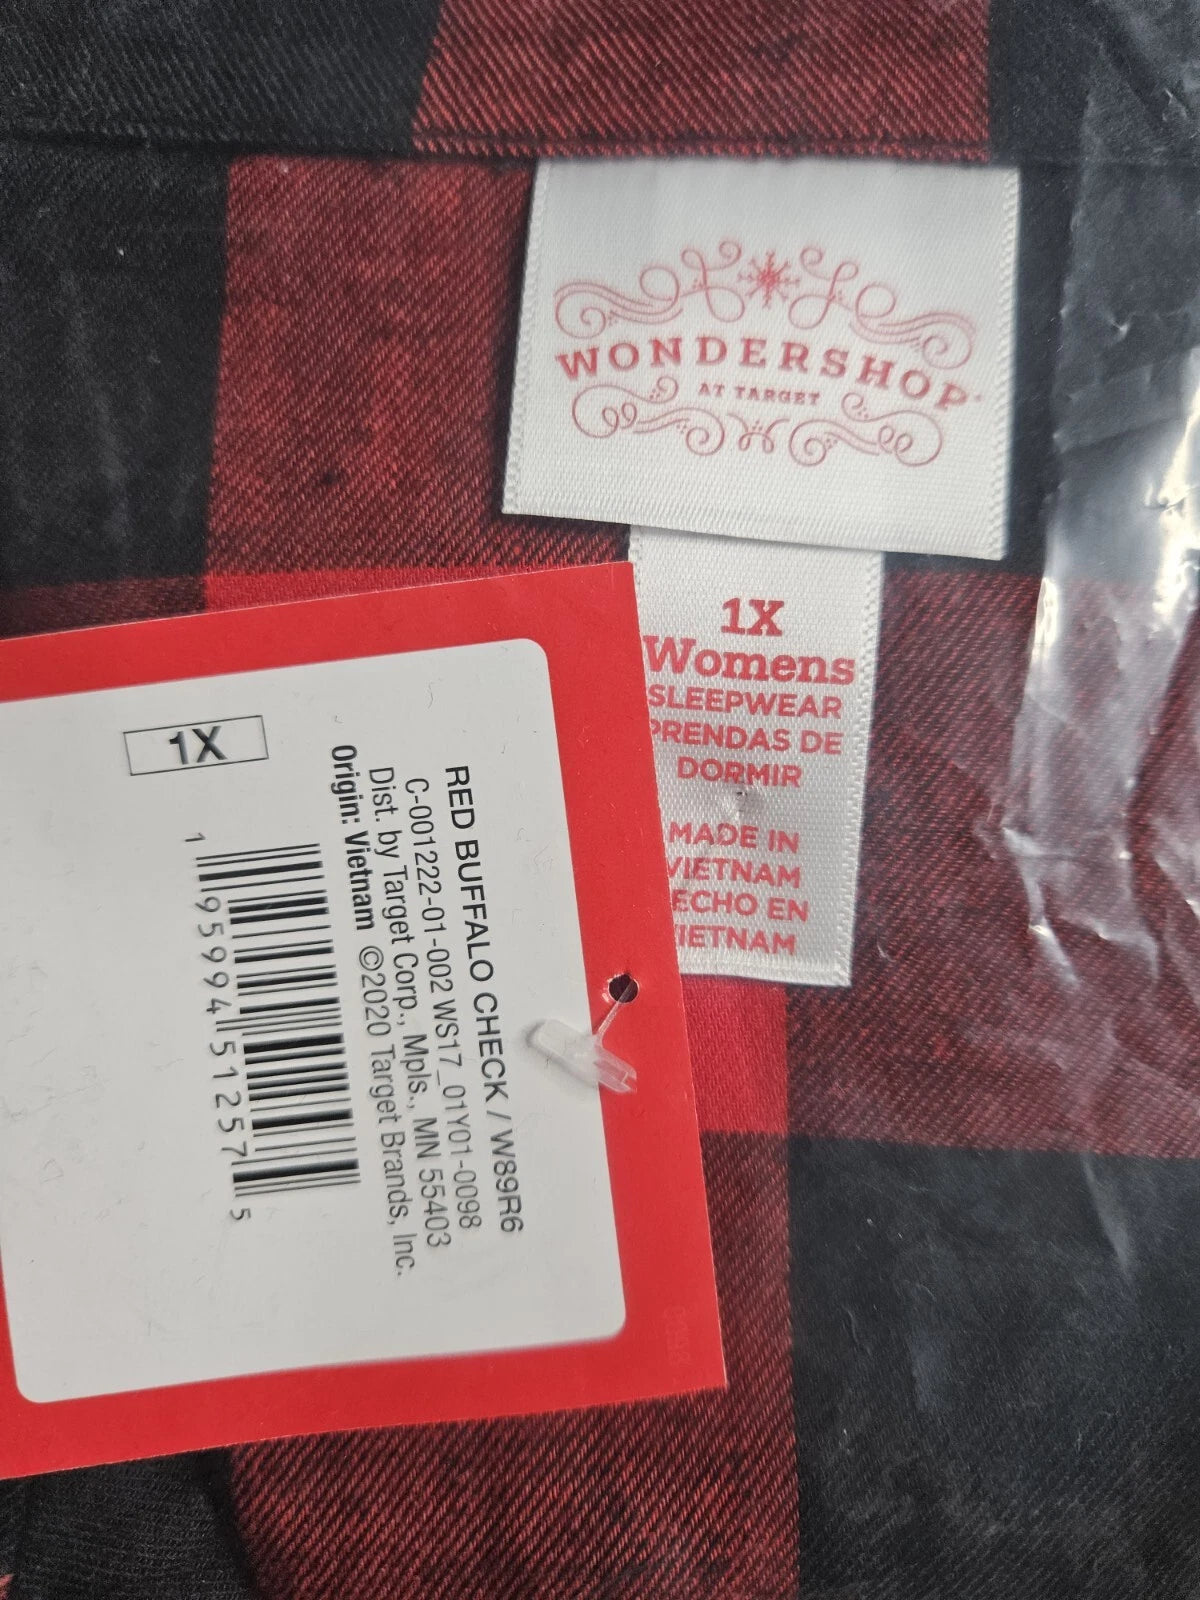 WONDERSHOP
AT TARGET
1X
Womens
SLEEPWEAR
PRENDAS DE
DORMIR
MADE IN
VIETNAM
ECHO EN
VIETNAM
1X
RED BUFFALO CHECK / W89R6
C-001222-01-002 WS17_01Y01-0098
Dist. by Target Corp., Mpls., MN 55403
Origin: Vietnam ©2020 Target Brands, Inc.
1 95994 51257 5